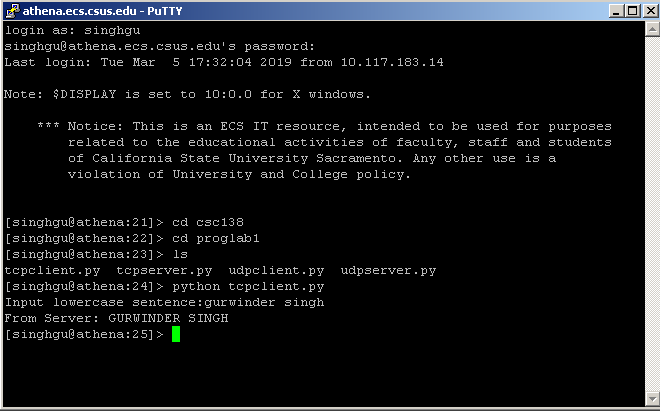 athena.ecs.csus.edu - PuTTY
login as: singhgu
singhgu@athena.ecs.csus.edu's password:
Last login: Tue Mar  5 17:32:04 2019 from 10.117.183.14
Note: $DISPLAY is set to 10:0.0 for X windows.
*** Notice: This is an ECS IT resource, intended to be used for purposes
related to the educational activities of faculty, staff and students
of California State University Sacramento. Any other use is a
violation of University and College policy.
[singhgu@athena:21]> cd csc138
[singhgu@athena:22]> cd proglab1
[singhgu@athena:23]> ls
tcpclient.py  tcpserver.py  udpclient.py  udpserver.py
[singhgu@athena:24]> python tcpclient.py
Input lowercase sentence:gurwinder singh
From Server: GURWINDER SINGH
[singhgu@athena:25]>